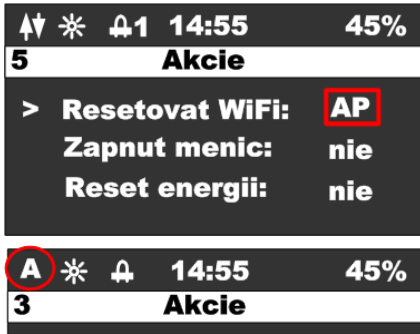 1 14:55 45%
5 Akcie
> Resetovat WiFi: AP
Zapnut menic: nie
Reset energii: nie
A 14:55 45%
3 Akcie